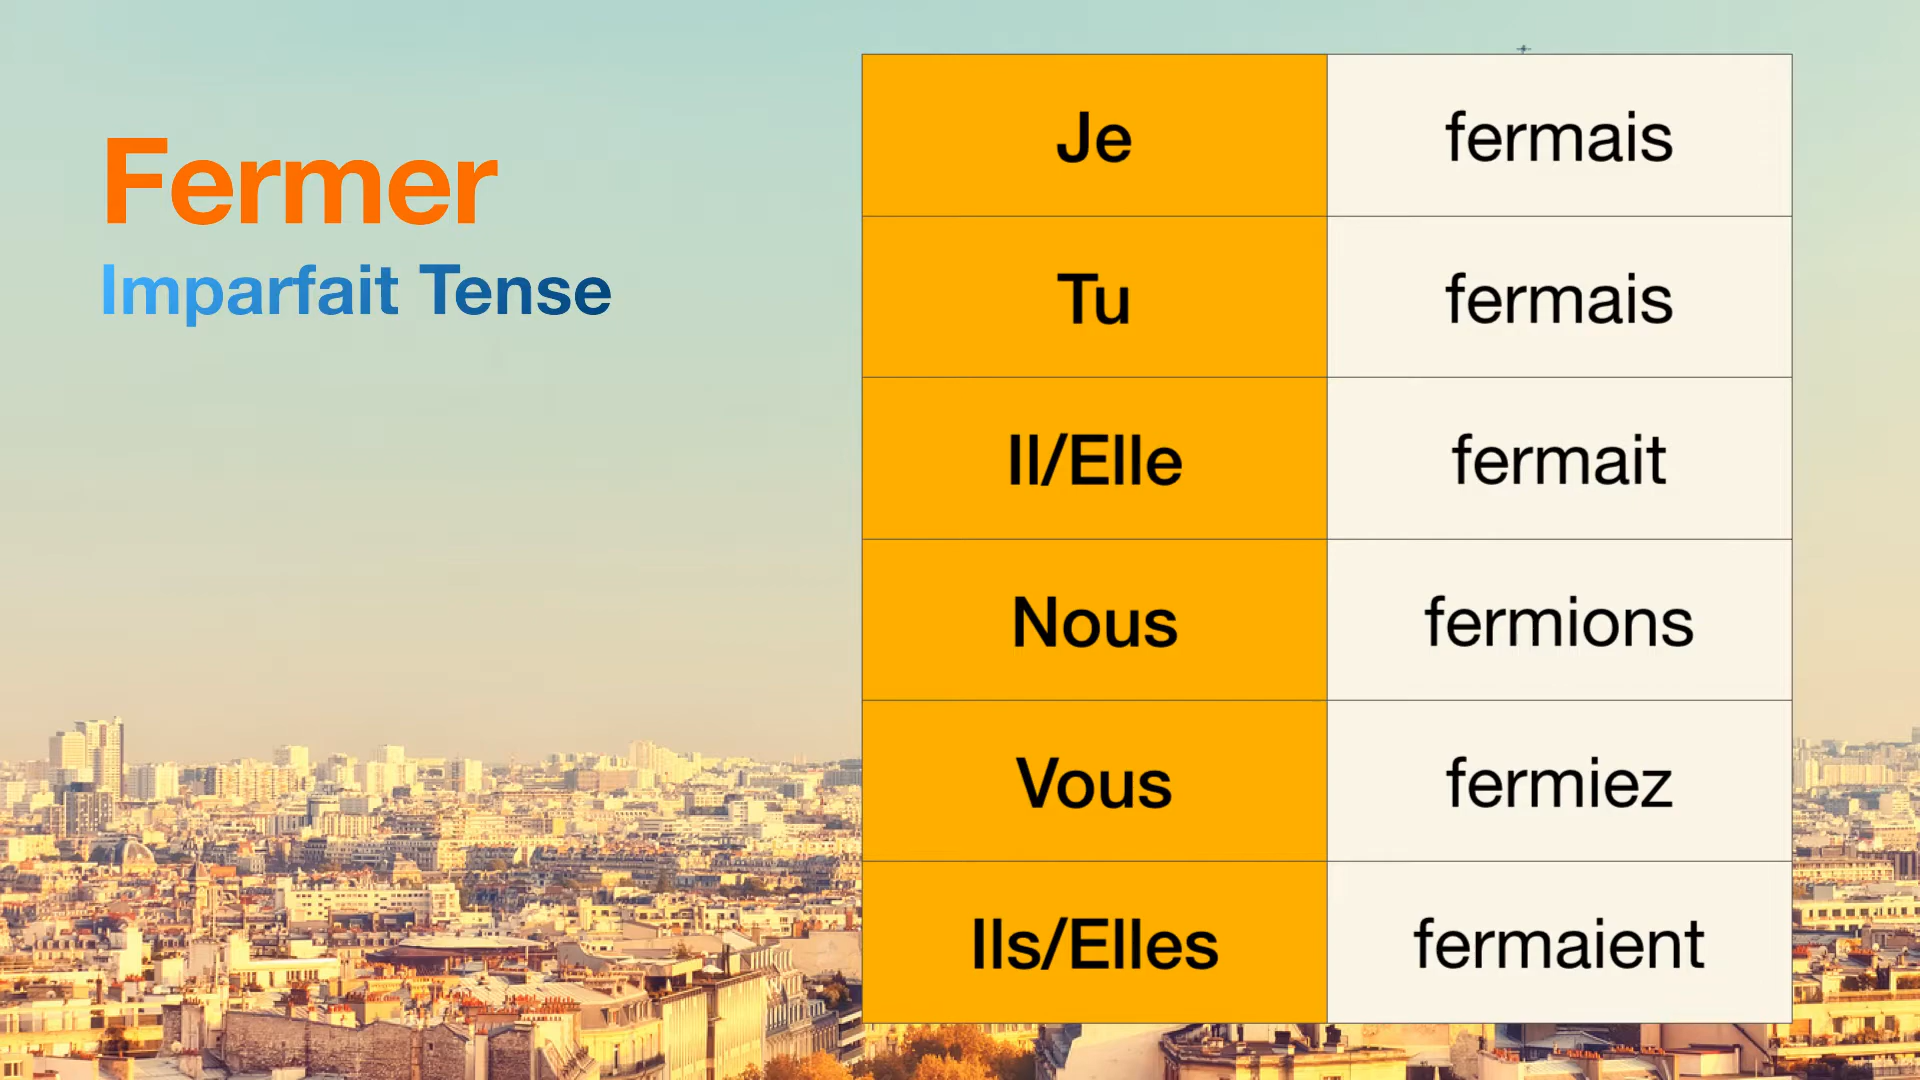 Fermer
Imparfait Tense
Je fermais
Tu fermais
Il/Elle fermait
Nous fermions
Vous fermiez
Ils/Elles fermaient